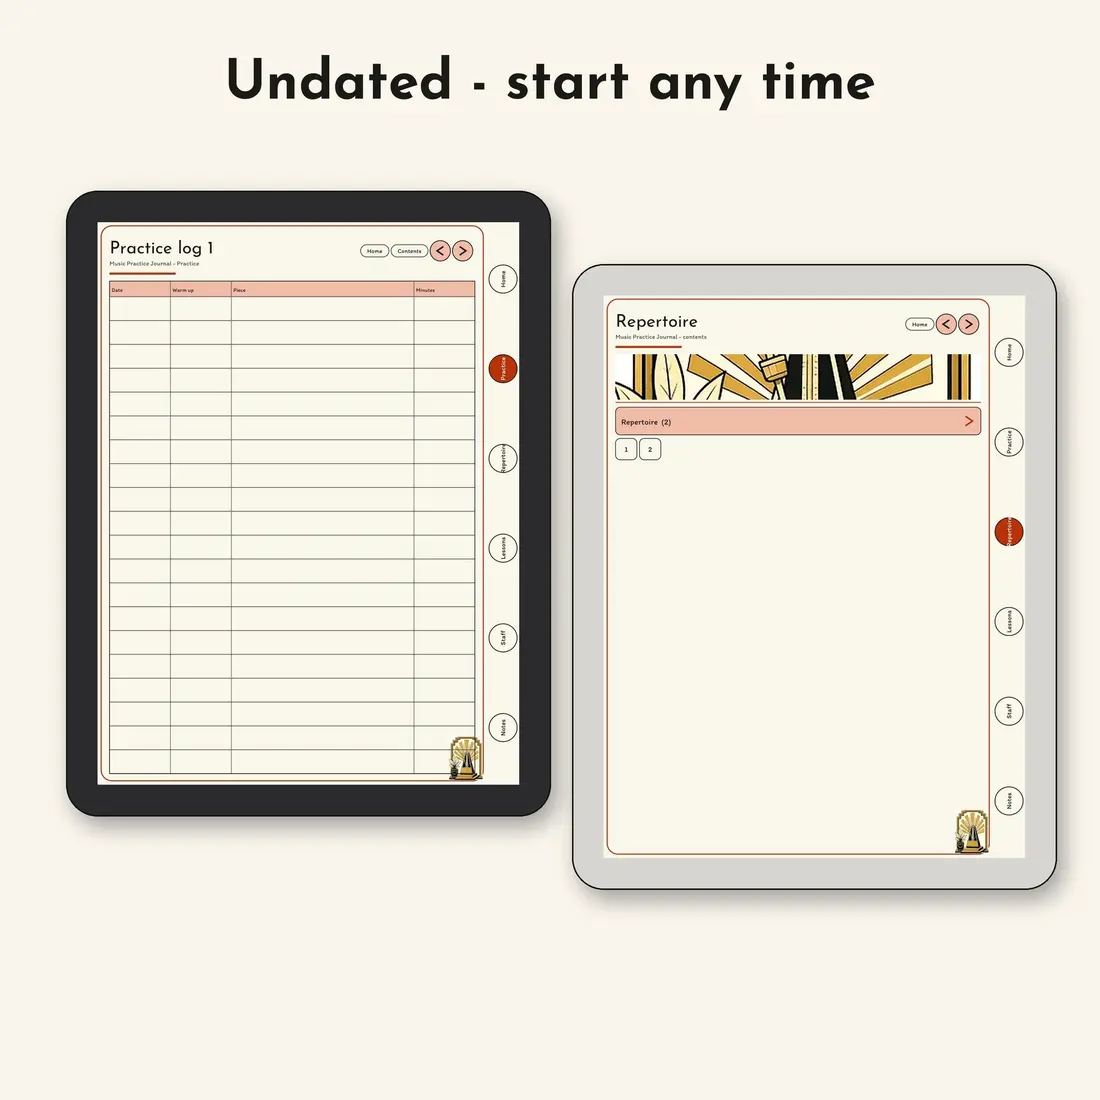 Undated - start any time
Practice log 1
Home
Contents
Music Practice Journal - Practice
Date
Warm up
Piece
Minutes
Home
Practice
Repertoire
Lessons
Staff
Notes
Repertoire
Home
Music Practice Journal - contents
Repertoire (2)
1
2
Home
Practice
Repertoire
Lessons
Staff
Notes